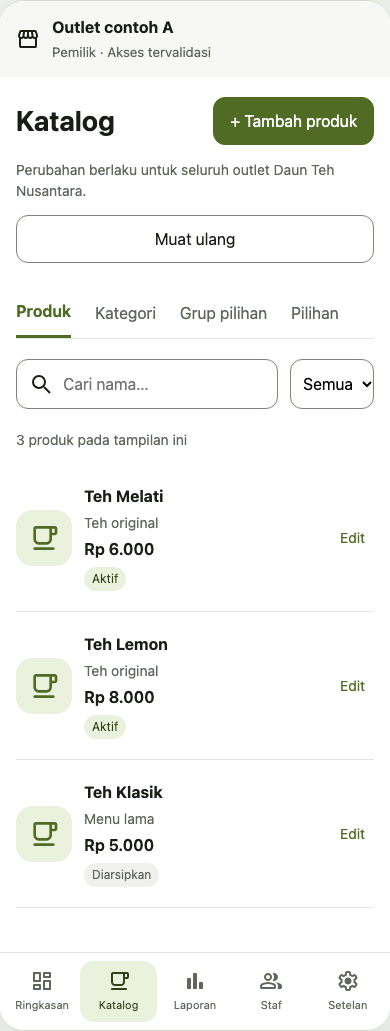 Outlet contoh A
Pemilik · Akses tervalidasi
Katalog
+ Tambah produk
Perubahan berlaku untuk seluruh outlet Daun Teh
Nusantara.
Muat ulang
Produk Kategori Grup pilihan Pilihan
Cari nama... Semua
3 produk pada tampilan ini
Teh Melati
Teh original
Rp 6.000
Aktif
Edit
Teh Lemon
Teh original
Rp 8.000
Aktif
Edit
Teh Klasik
Menu lama
Rp 5.000
Diarsipkan
Edit
Ringkasan Katalog Laporan Staf Setelan